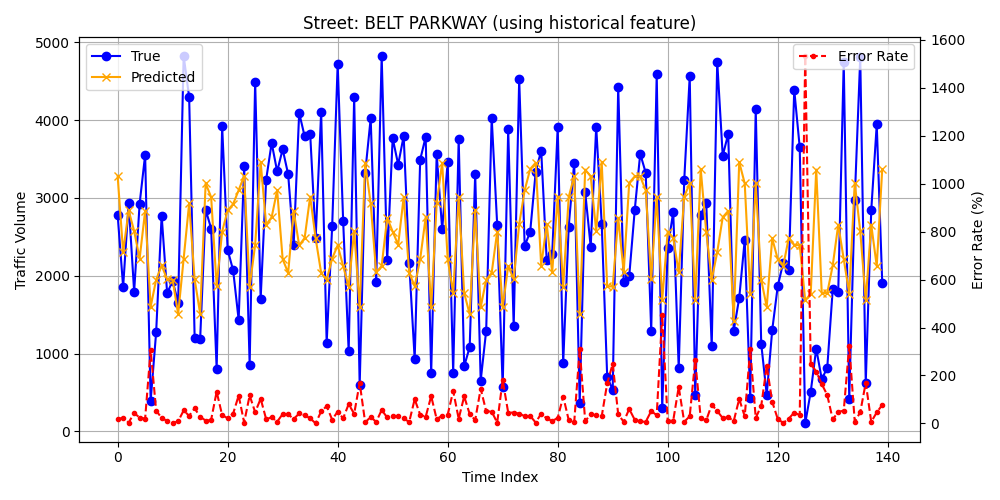 Street: BELT PARKWAY (using historical feature)
True
Predicted
Error Rate
Traffic Volume
5000
4000
3000
2000
1000
0
1600
1400
1200
1000
800
600
400
200
0
Error Rate (%)
0 20 40 60 80 100 120 140
Time Index